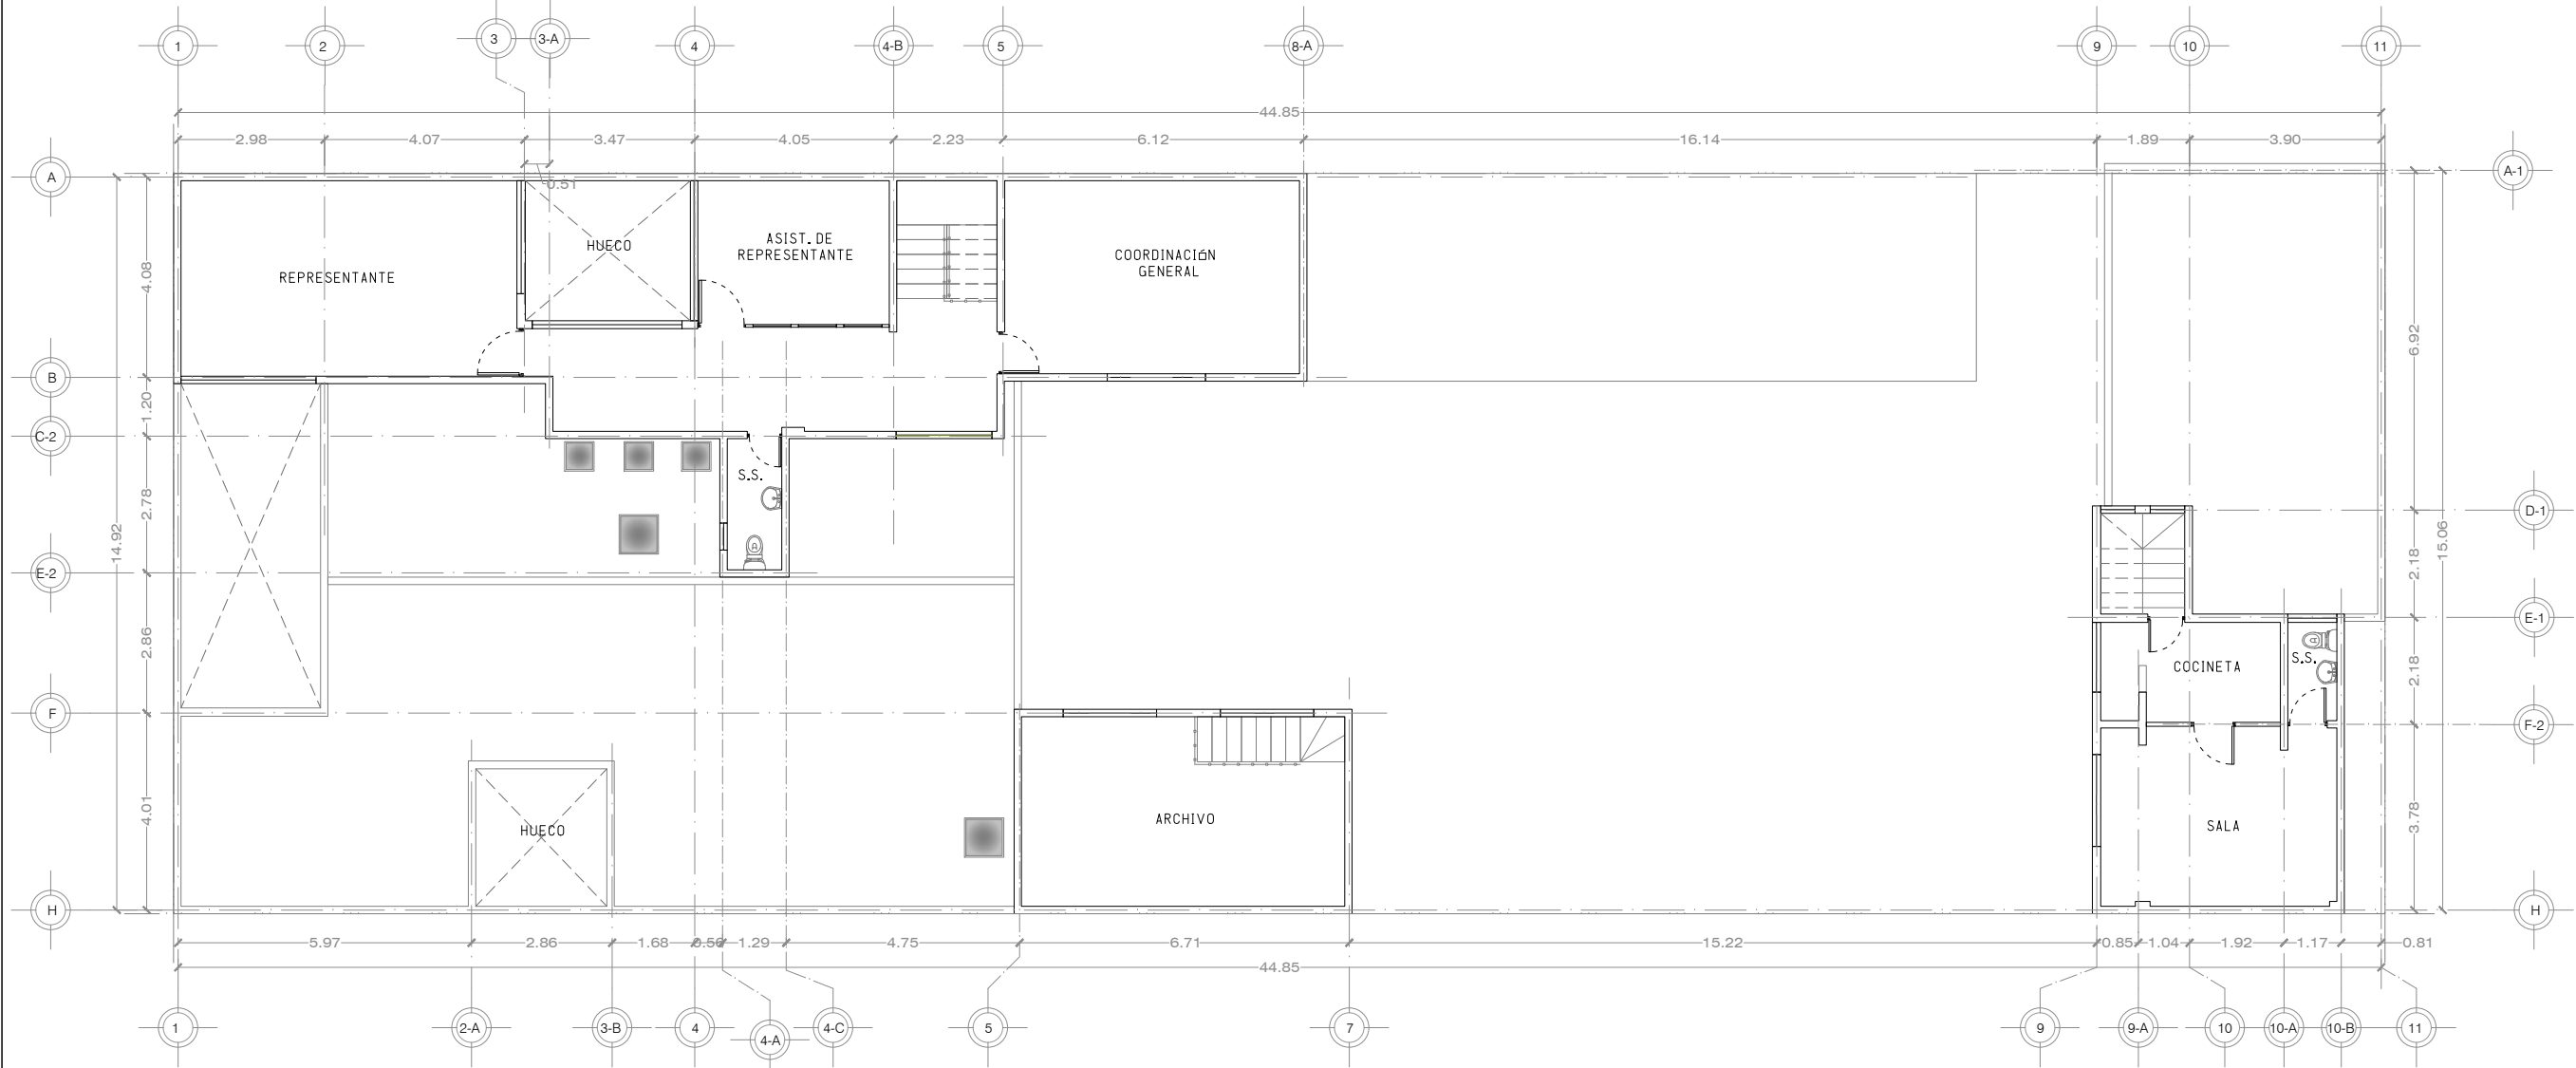 1 2 3 3-A 4 4-B 5 8-A 9 10 11
44.85
2.98 4.07 3.47 4.05 2.23 6.12 16.14 1.89 3.90
0.51
A
A-1
B
C-2
E-2
F
H
D-1
E-1
F-2
H
4.08
1.20
2.78
2.86
4.01
14.92
6.92
2.18
2.18
3.78
15.06
REPRESENTANTE
HUECO
ASIST. DE
REPRESENTANTE
COORDINACIÓN
GENERAL
S.S.
HUECO
ARCHIVO
COCINETA
S.S.
SALA
5.97 2.86 1.68 0.56 1.29 4.75 6.71 15.22 0.85 1.04 1.92 1.17 0.81
44.85
1 2-A 3-B 4 4-A 4-C 5 7 9 9-A 10 10-A 10-B 11